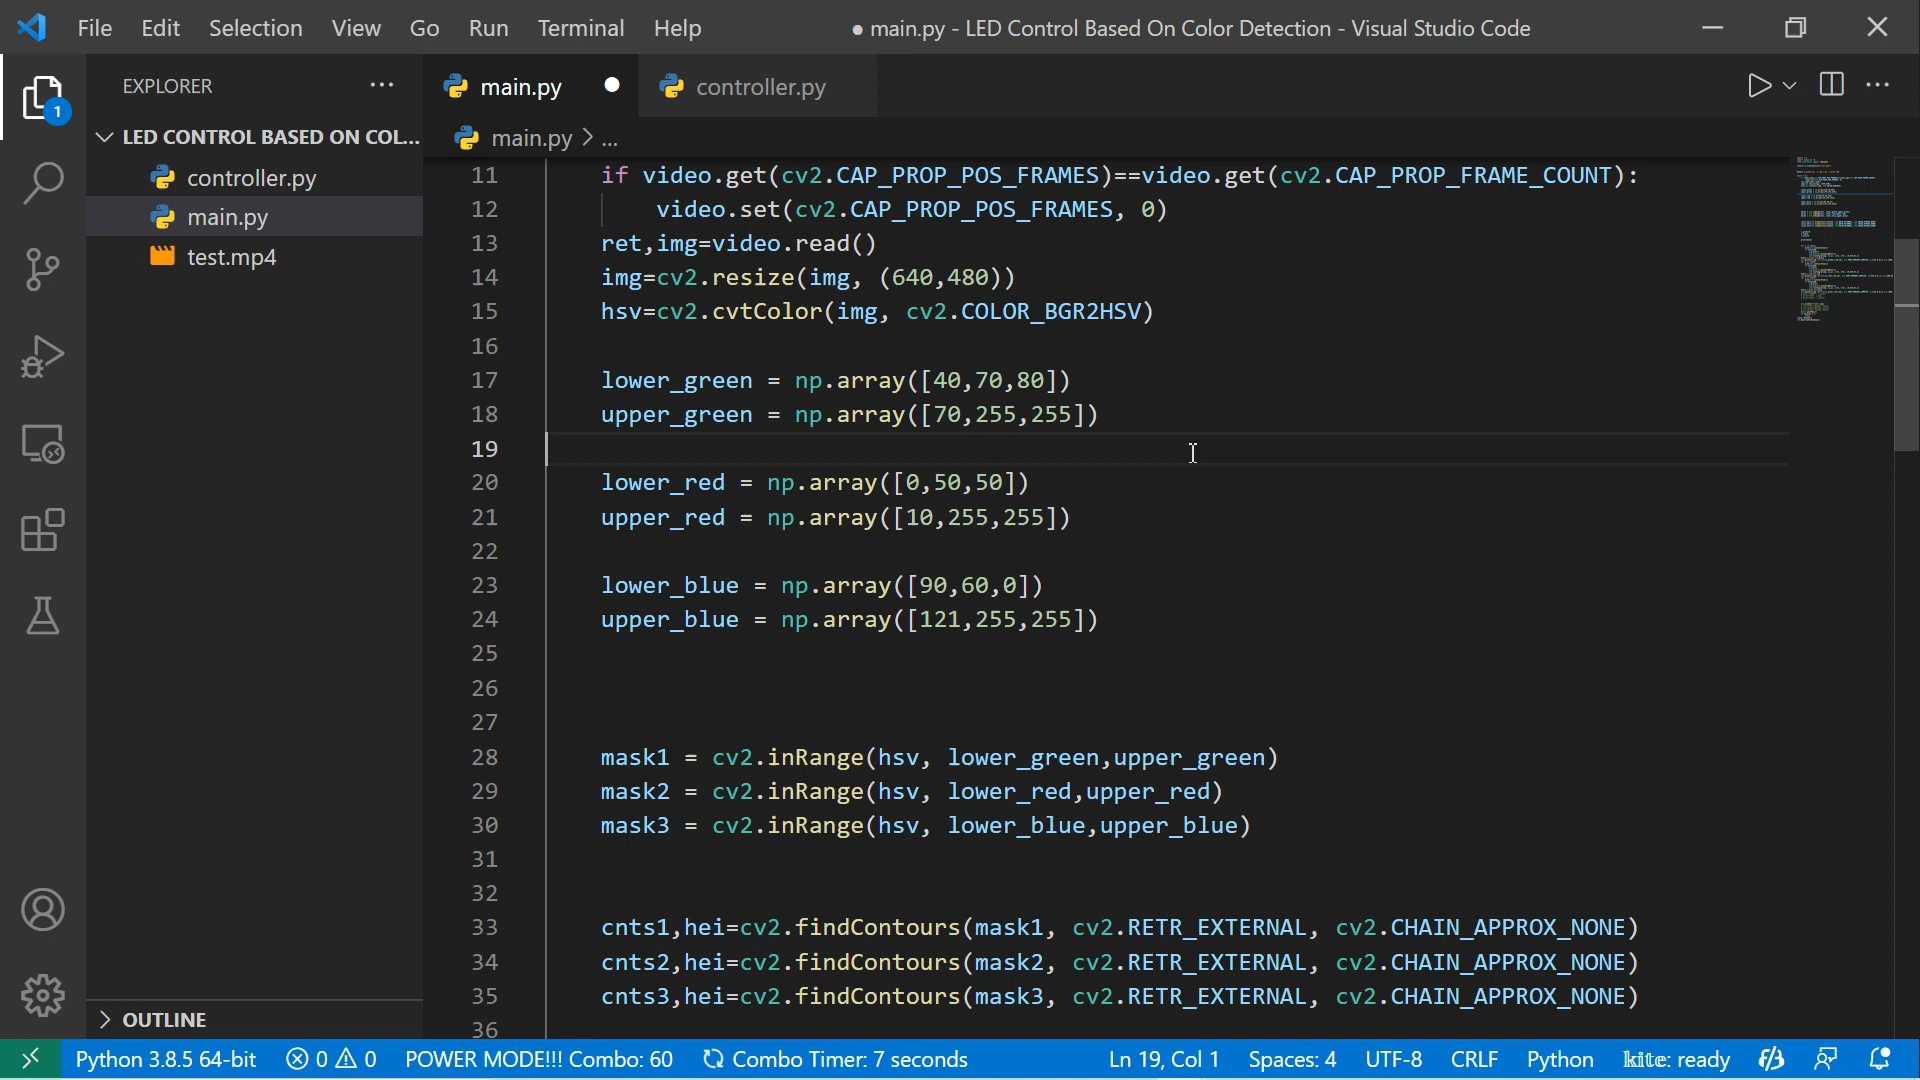 File Edit Selection View Go Run Terminal Help
● main.py - LED Control Based On Color Detection - Visual Studio Code
EXPLORER
1
LED CONTROL BASED ON COL...
controller.py
main.py
test.mp4
OUTLINE
main.py
controller.py
main.py > ...
11 if video.get(cv2.CAP_PROP_POS_FRAMES)==video.get(cv2.CAP_PROP_FRAME_COUNT):
12 video.set(cv2.CAP_PROP_POS_FRAMES, 0)
13 ret,img=video.read()
14 img=cv2.resize(img, (640,480))
15 hsv=cv2.cvtColor(img, cv2.COLOR_BGR2HSV)
16
17 lower_green = np.array([40,70,80])
18 upper_green = np.array([70,255,255])
19
20 lower_red = np.array([0,50,50])
21 upper_red = np.array([10,255,255])
22
23 lower_blue = np.array([90,60,0])
24 upper_blue = np.array([121,255,255])
25
26
27
28 mask1 = cv2.inRange(hsv, lower_green,upper_green)
29 mask2 = cv2.inRange(hsv, lower_red,upper_red)
30 mask3 = cv2.inRange(hsv, lower_blue,upper_blue)
31
32
33 cnts1,hei=cv2.findContours(mask1, cv2.RETR_EXTERNAL, cv2.CHAIN_APPROX_NONE)
34 cnts2,hei=cv2.findContours(mask2, cv2.RETR_EXTERNAL, cv2.CHAIN_APPROX_NONE)
35 cnts3,hei=cv2.findContours(mask3, cv2.RETR_EXTERNAL, cv2.CHAIN_APPROX_NONE)
36
Python 3.8.5 64-bit 0 0 POWER MODE!!! Combo: 60 Combo Timer: 7 seconds Ln 19, Col 1 Spaces: 4 UTF-8 CRLF Python kite: ready